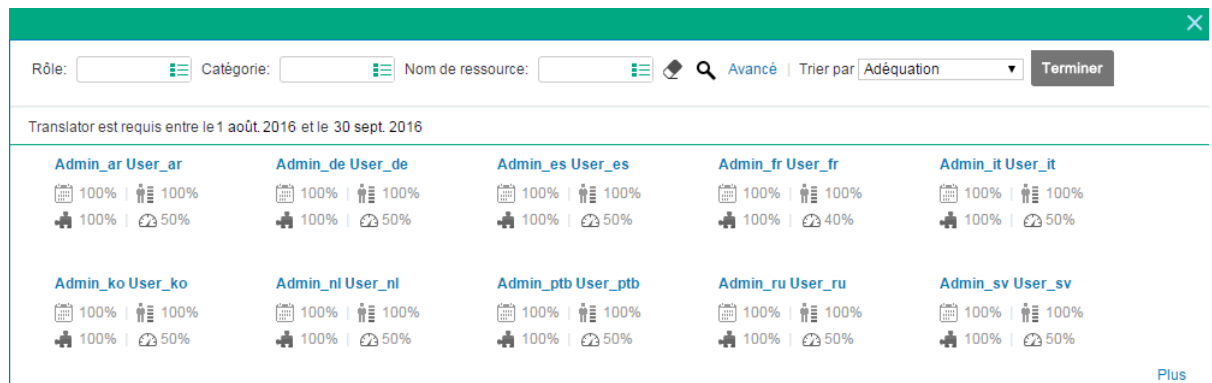 Rôle: Catégorie: Nom de ressource: Avancé | Trier par Adéquation Terminer
Translator est requis entre le 1 août. 2016 et le 30 sept. 2016
Admin_ar User_ar Admin_de User_de Admin_es User_es Admin_fr User_fr Admin_it User_it
100% | 100% 100% | 100% 100% | 100% 100% | 100% 100% | 100%
100% | 50% 100% | 50% 100% | 50% 100% | 40% 100% | 50%
Admin_ko User_ko Admin_nl User_nl Admin_ptb User_ptb Admin_ru User_ru Admin_sv User_sv
100% | 100% 100% | 100% 100% | 100% 100% | 100% 100% | 100%
100% | 50% 100% | 50% 100% | 50% 100% | 50% 100% | 50%
Plus